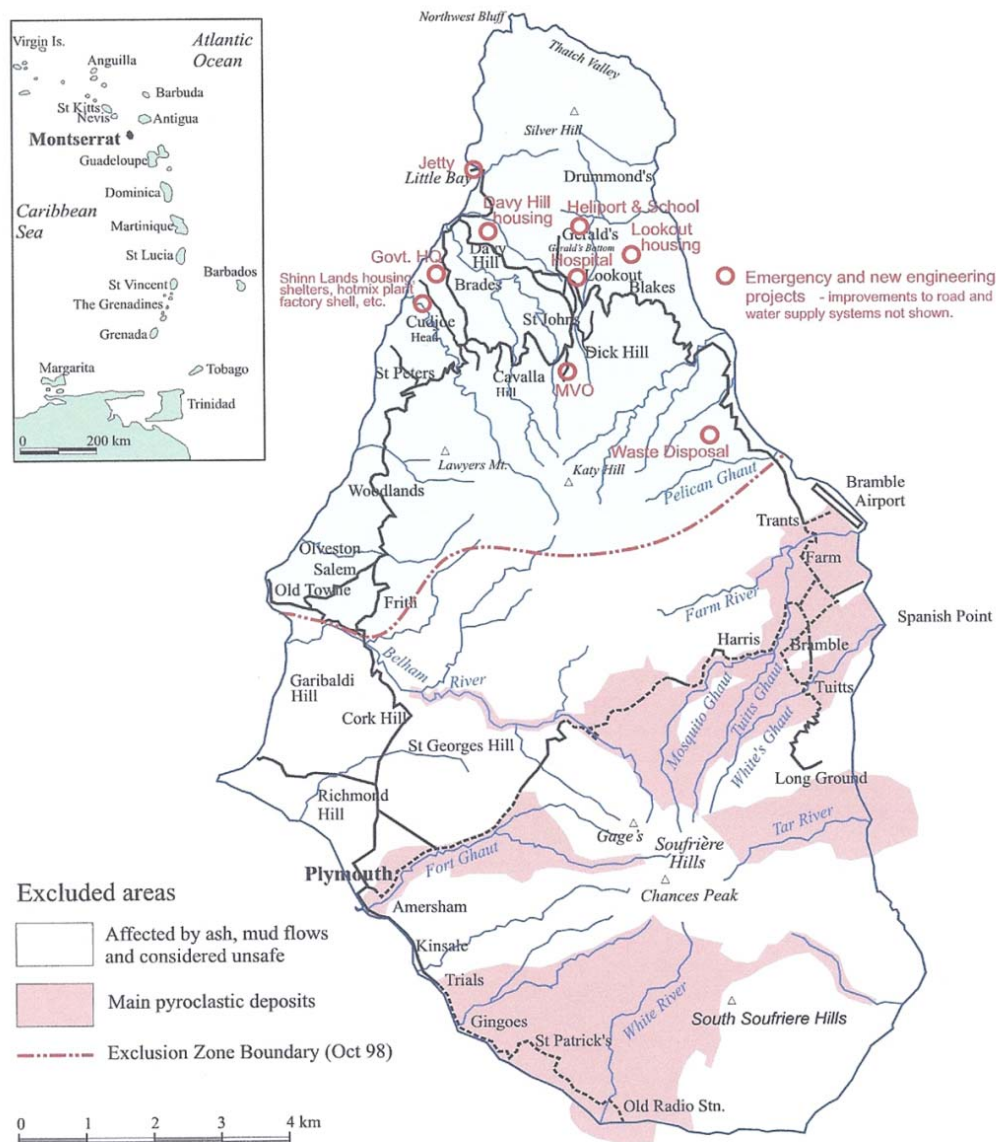 Virgin Is.
Atlantic
Ocean
Anguilla
Barbuda
St Kitts
Nevis
Antigua
Montserrat
Guadeloupe
Dominica
Caribbean
Sea
Martinique
St Lucia
St Vincent
Barbados
The Grenadines
Grenada
Margarita
Tobago
Trinidad
0 200 km
Northwest Bluff
Thatch Valley
Silver Hill
Jetty
Little Bay
Drummond's
Davy Hill
housing
Heliport & School
Gerald's
Gerald's Bottom
Lookout
housing
Davy
Hill
Govt. HQ
Hospital
Lookout
Shinn Lands housing
shelters, hotmix plant
factory shell, etc.
Brades
Blakes
Emergency and new engineering
projects - improvements to road and
water supply systems not shown.
Cudjoe
Head
St Johns
Dick Hill
St Peters
Cavalla
Hill
MVO
Waste Disposal
Lawyers Mt.
Katy Hill
Pelican Ghaut
Woodlands
Bramble
Airport
Trants
Olveston
Salem
Old Towne
Frith
Farm
Farm River
Spanish Point
Harris
Bramble
Belham
River
Garibaldi
Hill
Cork Hill
Mosquito Ghaut
Tuitts Ghaut
White's Ghaut
Tuitts
St Georges Hill
Long Ground
Richmond
Hill
Gage's
Soufrière
Hills
Tar River
Fort Ghaut
Plymouth
Chances Peak
Amersham
Kinsale
Trials
White River
South Soufriere Hills
Gingoes
St Patrick's
Old Radio Stn.
Excluded areas
Affected by ash, mud flows
and considered unsafe
Main pyroclastic deposits
Exclusion Zone Boundary (Oct 98)
0 1 2 3 4 km